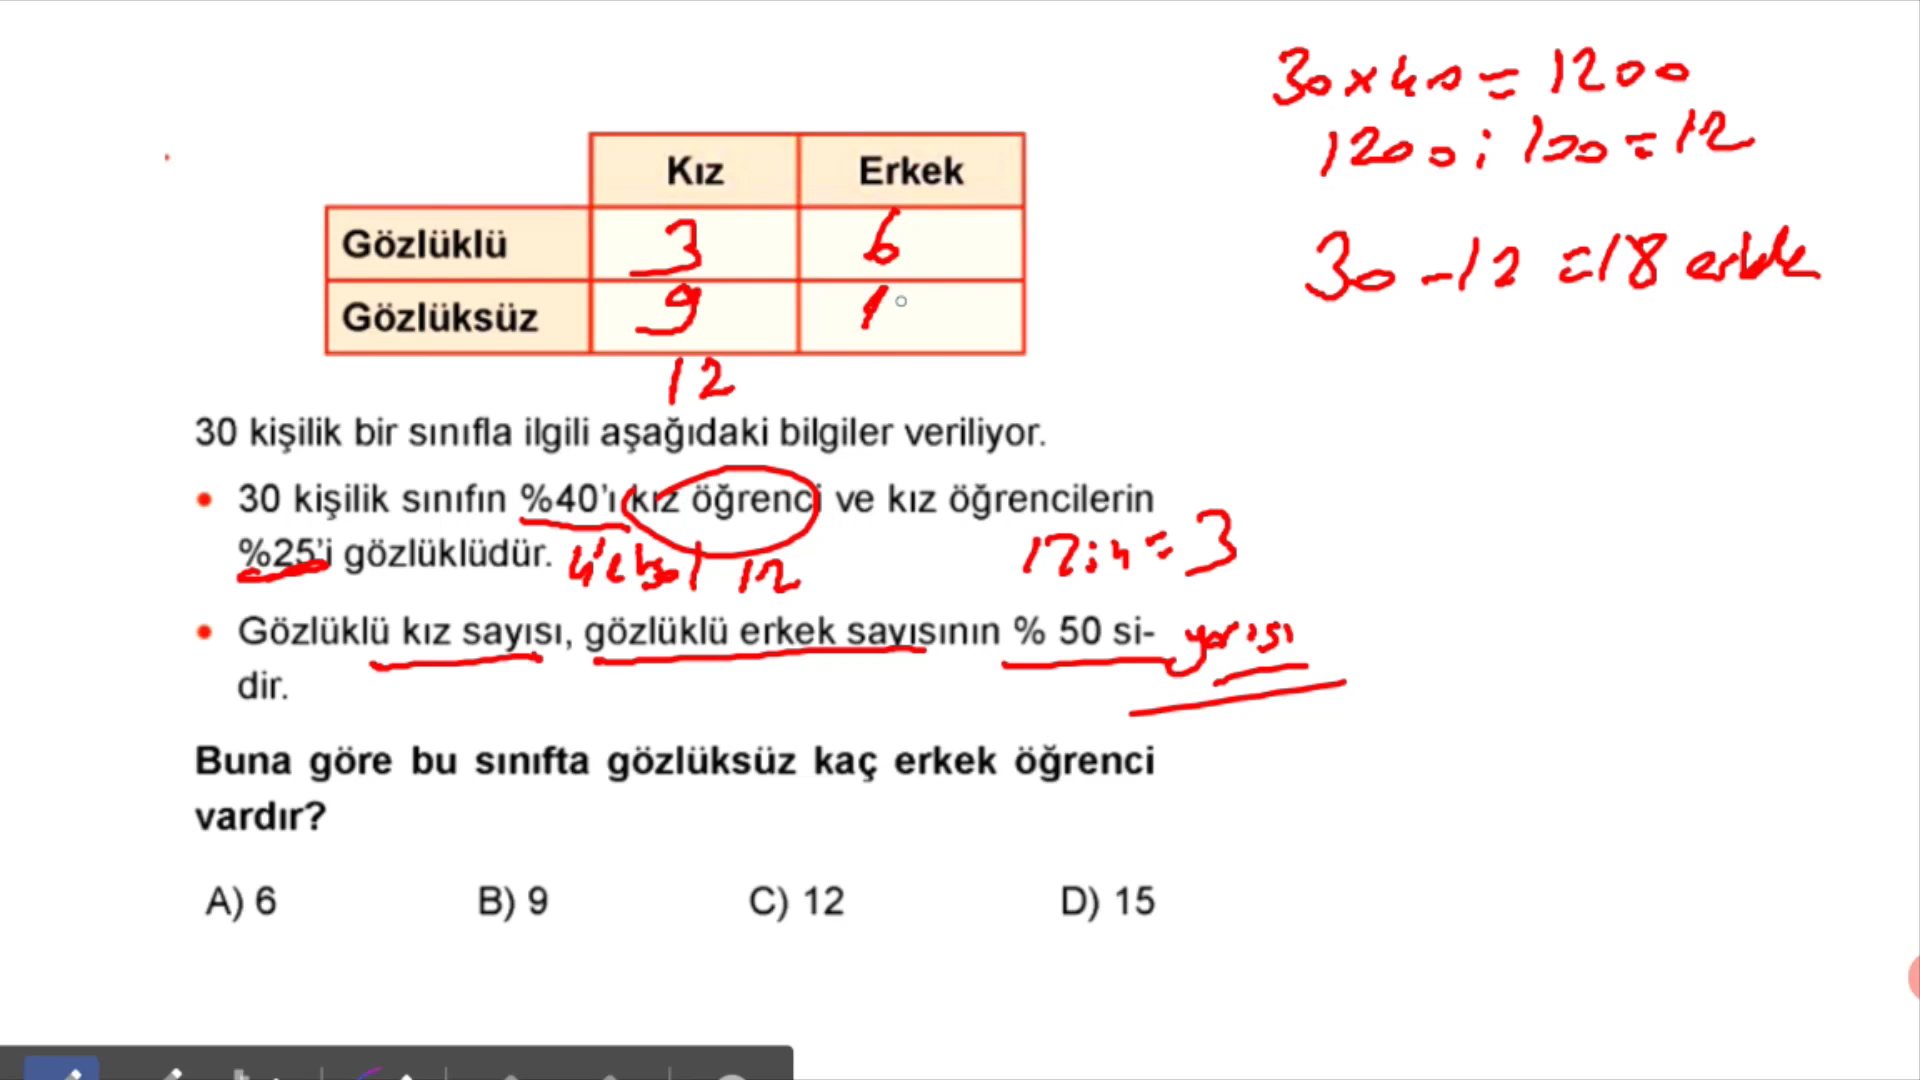 30 x 40 = 1200
1200 : 100 = 12
30 - 12 = 18 erkek
Kız Erkek
Gözlüklü 3 6
Gözlüksüz 9 1
12
30 kişilik bir sınıfla ilgili aşağıdaki bilgiler veriliyor.
• 30 kişilik sınıfın %40'ı kız öğrenci ve kız öğrencilerin
%25'i gözlüklüdür.
12
12 : 4 = 3
• Gözlüklü kız sayısı, gözlüklü erkek sayısının % 50 si-
yarısı
dir.
Buna göre bu sınıfta gözlüksüz kaç erkek öğrenci
vardır?
A) 6 B) 9 C) 12 D) 15